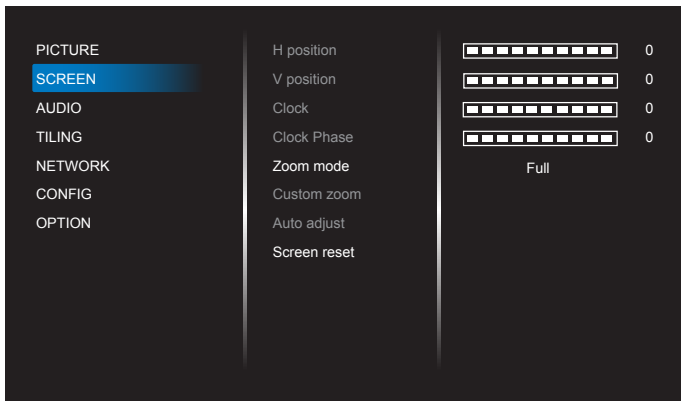 PICTURE
SCREEN
AUDIO
TILING
NETWORK
CONFIG
OPTION
H position 0
V position 0
Clock 0
Clock Phase 0
Zoom mode Full
Custom zoom
Auto adjust
Screen reset